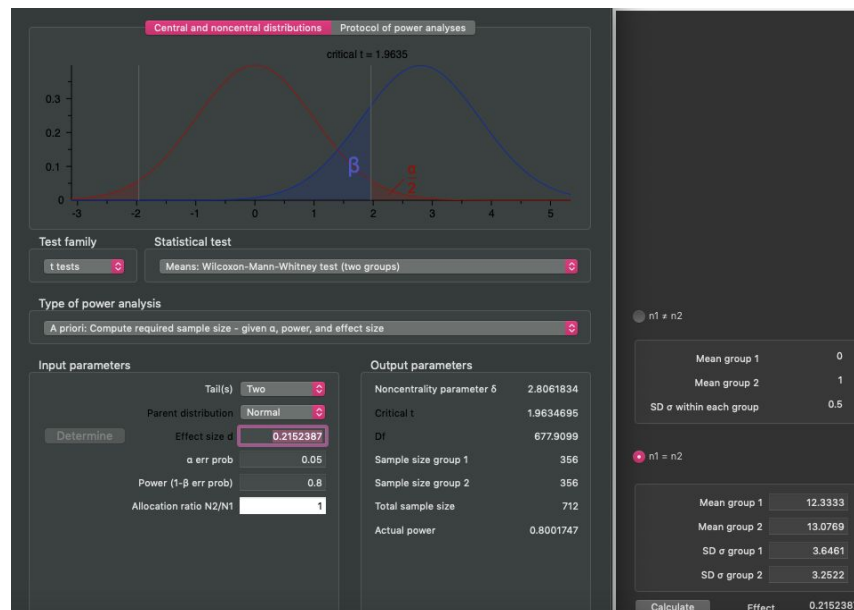 Central and noncentral distributions Protocol of power analyses
critical t = 1.9635
0.3
0.2
0.1
0
β
α
2
-3 -2 -1 0 1 2 3 4 5
Test family Statistical test
t tests Means: Wilcoxon-Mann-Whitney test (two groups)
Type of power analysis
A priori: Compute required sample size - given α, power, and effect size
Input parameters
Tail(s) Two
Parent distribution Normal
Determine Effect size d 0.2152387
α err prob 0.05
Power (1-β err prob) 0.8
Allocation ratio N2/N1 1
Output parameters
Noncentrality parameter δ 2.8061834
Critical t 1.9634695
Df 677.9099
Sample size group 1 356
Sample size group 2 356
Total sample size 712
Actual power 0.8001747
n1 ≠ n2
Mean group 1 0
Mean group 2 1
SD σ within each group 0.5
n1 = n2
Mean group 1 12.3333
Mean group 2 13.0769
SD σ group 1 3.6461
SD σ group 2 3.2522
Calculate Effect 0.215238